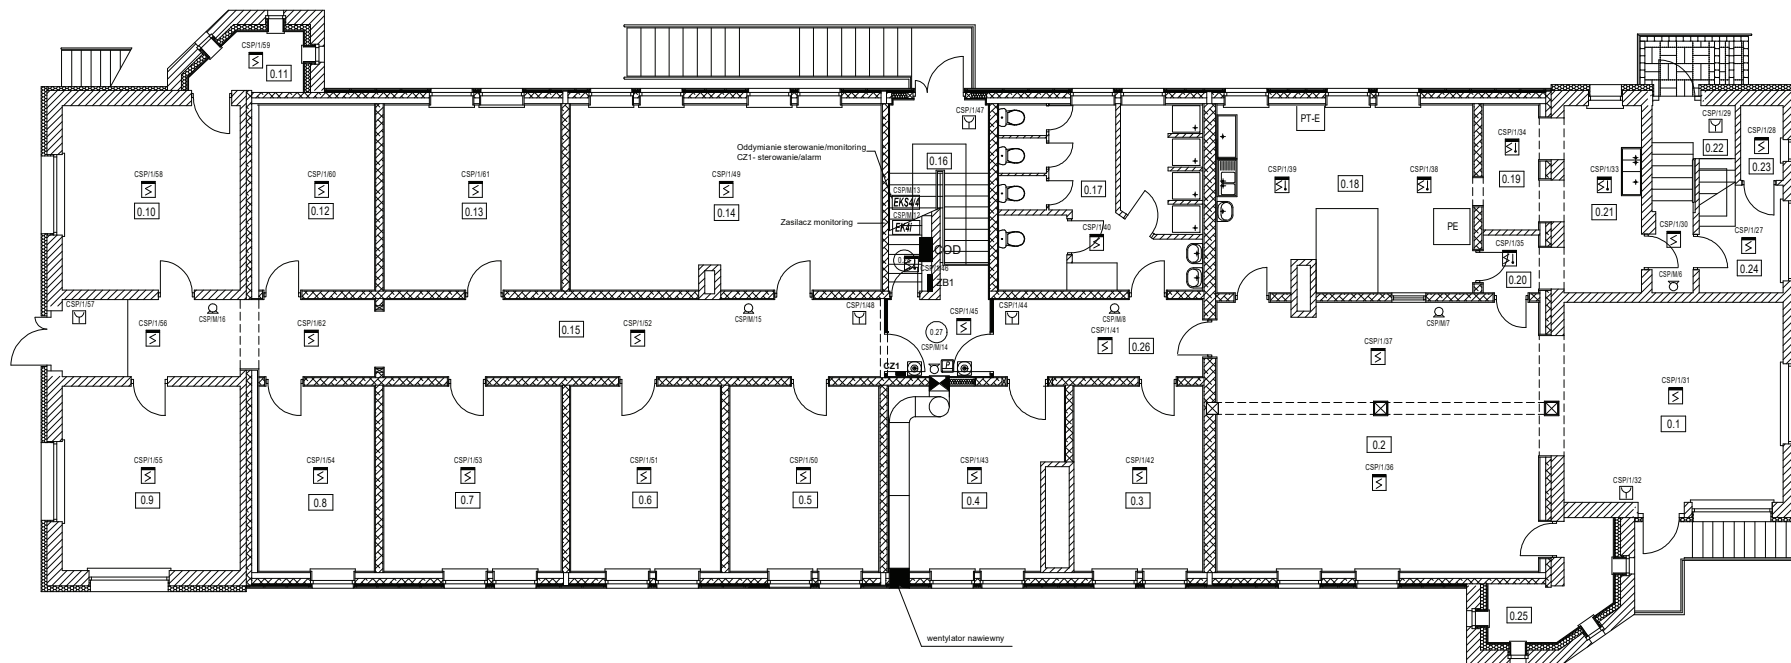 CSP/1/59
0.11
CSP/1/47
CSP/1/29
0.22
CSP/1/28
0.23
PT-E
CSP/1/34
0.19
Oddymianie sterowanie/monitoring
CZ1- sterowanie/alarm
0.16
CSP/1/58
0.10
CSP/1/60
0.12
CSP/1/61
0.13
CSP/1/49
0.14
CSP/M/13
EKS4/4
CSP/M/12
EK4/
Zasilacz monitoring
0.17
CSP/1/39
0.18
CSP/1/38
CSP/1/33
0.21
CSP/1/40
PE
CSP/1/35
0.20
CSP/1/30
CSP/1/27
0.24
CSP/M/6
COD
CSP/1/46
ZB1
CSP/1/57
CSP/1/56
CSP/M/16
CSP/1/62
0.15
CSP/1/52
CSP/M/15
CSP/1/48
0.27
CSP/1/45
CSP/M/14
CSP/1/44
CSP/M/8
CSP/1/41
0.26
CSP/M/7
CSP/1/37
CZ1
P
CSP/1/31
0.1
0.2
CSP/1/55
0.9
CSP/1/54
0.8
CSP/1/53
0.7
CSP/1/51
0.6
CSP/1/50
0.5
CSP/1/43
0.4
CSP/1/42
0.3
CSP/1/36
CSP/1/32
0.25
wentylator nawiewny